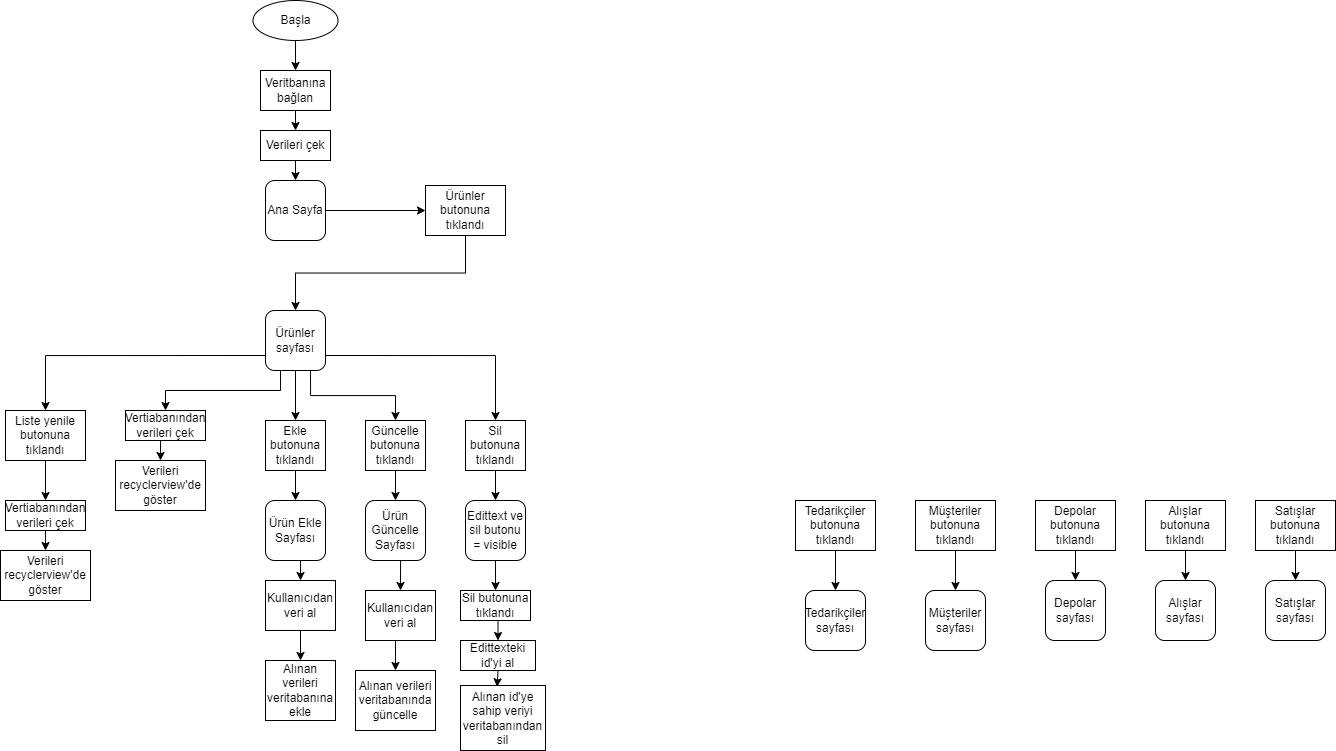 Başla
Veritbanına
bağlan
Verileri çek
Ana Sayfa
Ürünler
butonuna
tıklandı
Ürünler
sayfası
Liste yenile
butonuna
tıklandı
Vertiabanından
verileri çek
Verileri
recyclerview'de
göster
Vertiabanından
verileri çek
Verileri
recyclerview'de
göster
Ekle
butonuna
tıklandı
Ürün Ekle
Sayfası
Kullanıcıdan
veri al
Alınan
verileri
veritabanına
ekle
Güncelle
butonuna
tıklandı
Ürün
Güncelle
Sayfası
Kullanıcıdan
veri al
Alınan verileri
veritabanında
güncelle
Sil
butonuna
tıklandı
Edittext ve
sil butonu
= visible
Sil butonuna
tıklandı
Edittexteki
id'yi al
Alınan id'ye
sahip veriyi
veritabanından
sil
Tedarikçiler
butonuna
tıklandı
Tedarikçiler
sayfası
Müşteriler
butonuna
tıklandı
Müşteriler
sayfası
Depolar
butonuna
tıklandı
Depolar
sayfası
Alışlar
butonuna
tıklandı
Alışlar
sayfası
Satışlar
butonuna
tıklandı
Satışlar
sayfası